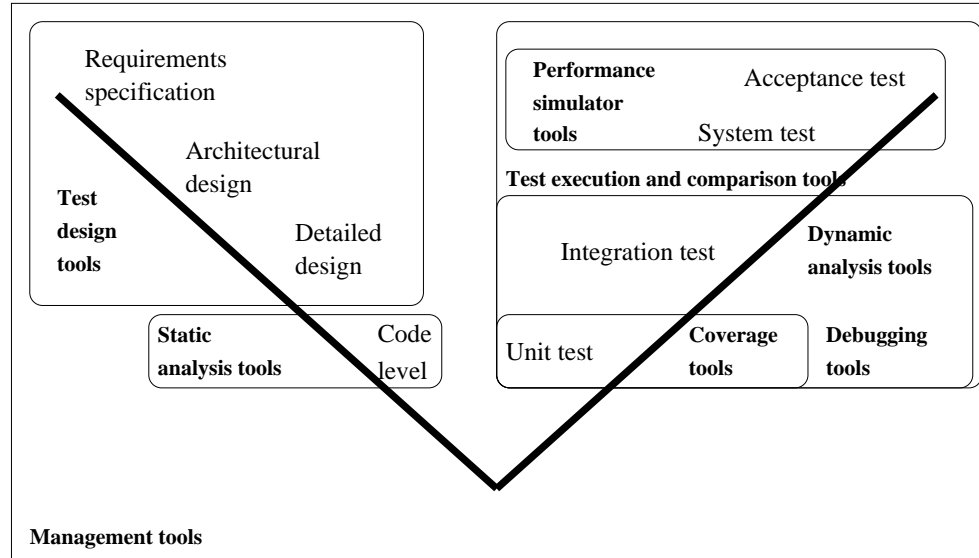 Requirements
specification
Architectural
design
Test
design
tools
Detailed
design
Static
analysis tools
Code
level
Performance
simulator
tools
Acceptance test
System test
Test execution and comparison tools
Integration test
Dynamic
analysis tools
Unit test
Coverage
tools
Debugging
tools
Management tools